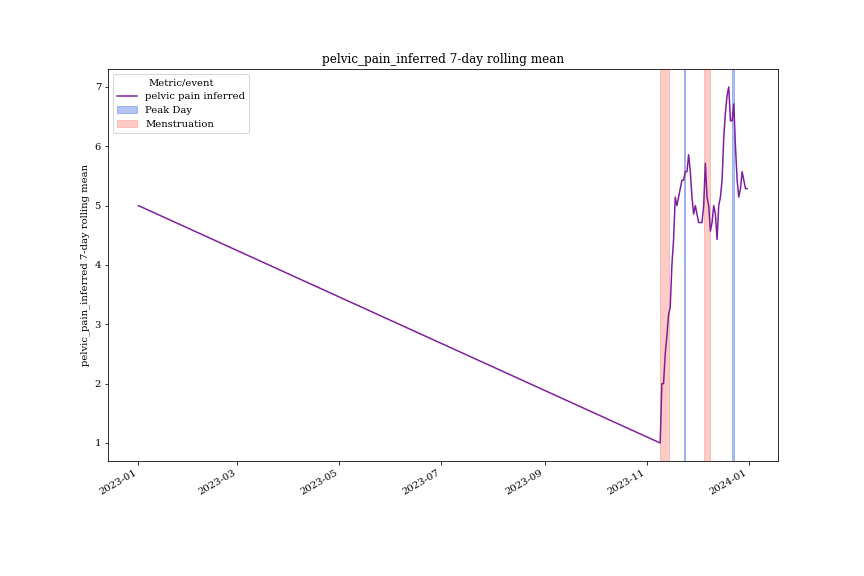 pelvic_pain_inferred 7-day rolling mean
Metric/event
pelvic pain inferred
Peak Day
Menstruation
pelvic_pain_inferred 7-day rolling mean
7
6
5
4
3
2
1
2023-01
2023-03
2023-05
2023-07
2023-09
2023-11
2024-01